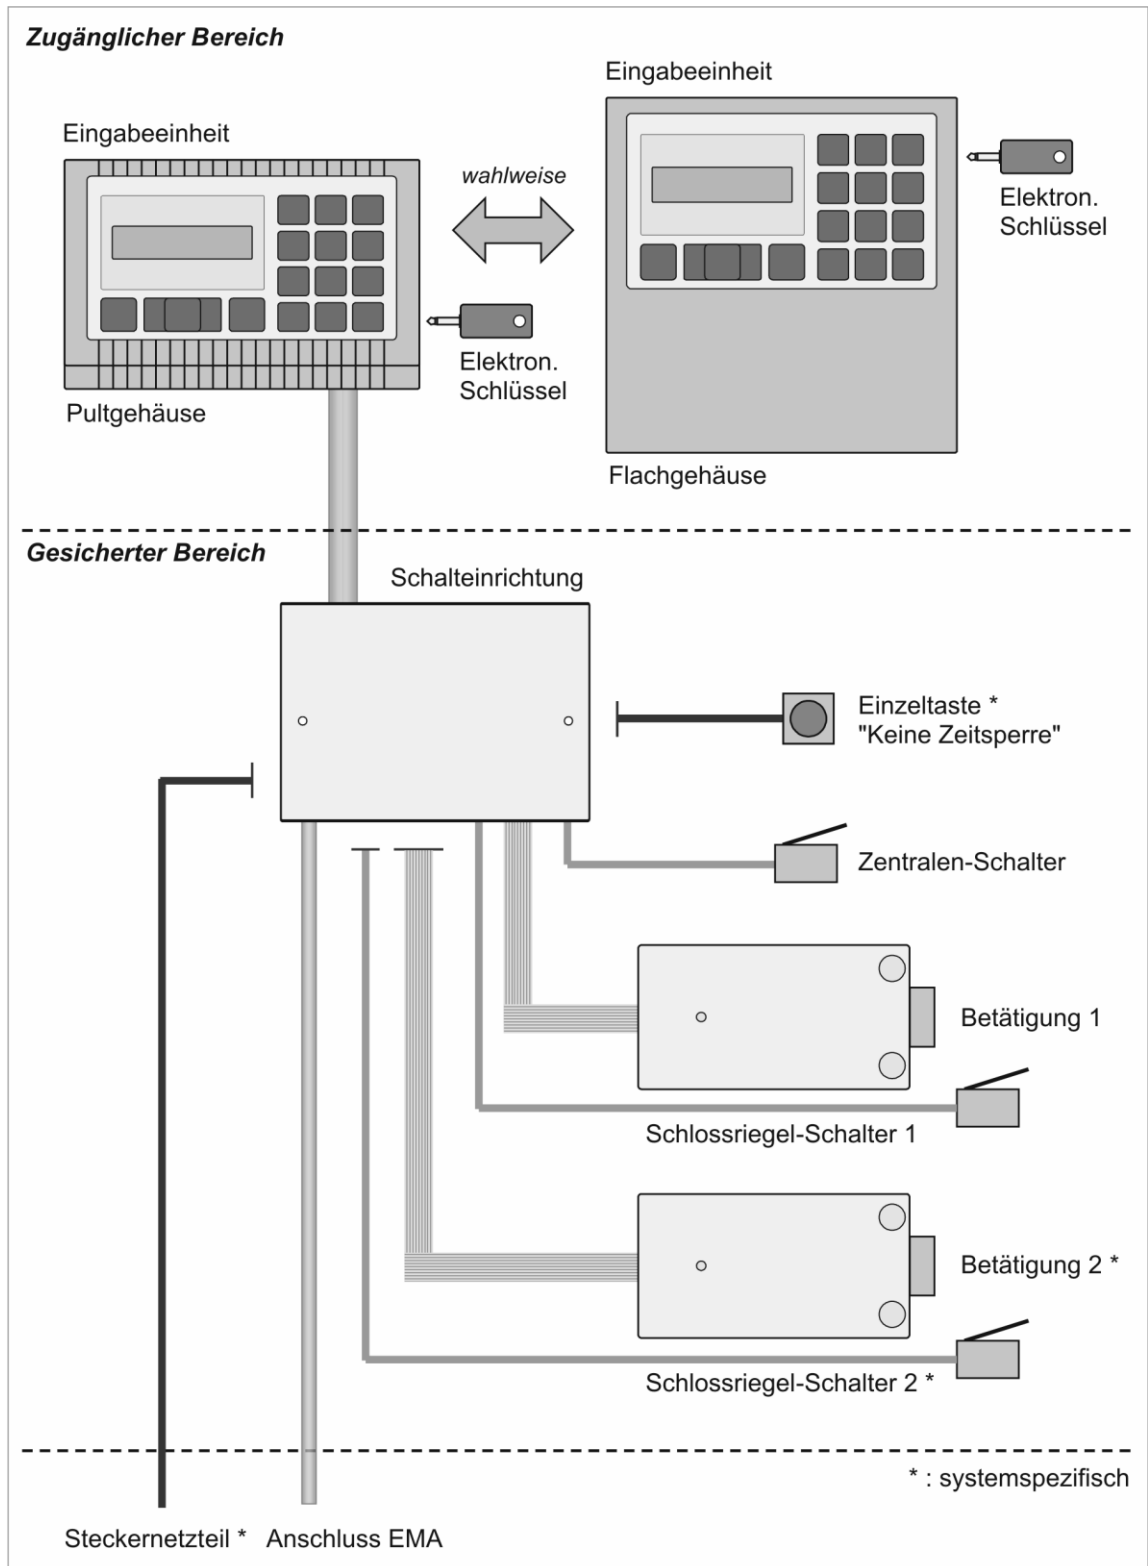 Zugänglicher Bereich
Eingabeeinheit
Eingabeeinheit
wahlweise
Elektron.
Schlüssel
Elektron.
Schlüssel
Pultgehäuse
Flachgehäuse
Gesicherter Bereich
Schalteinrichtung
Einzeltaste *
"Keine Zeitsperre"
Zentralen-Schalter
Betätigung 1
Schlossriegel-Schalter 1
Betätigung 2 *
Schlossriegel-Schalter 2 *
* : systemspezifisch
Steckernetzteil * Anschluss EMA